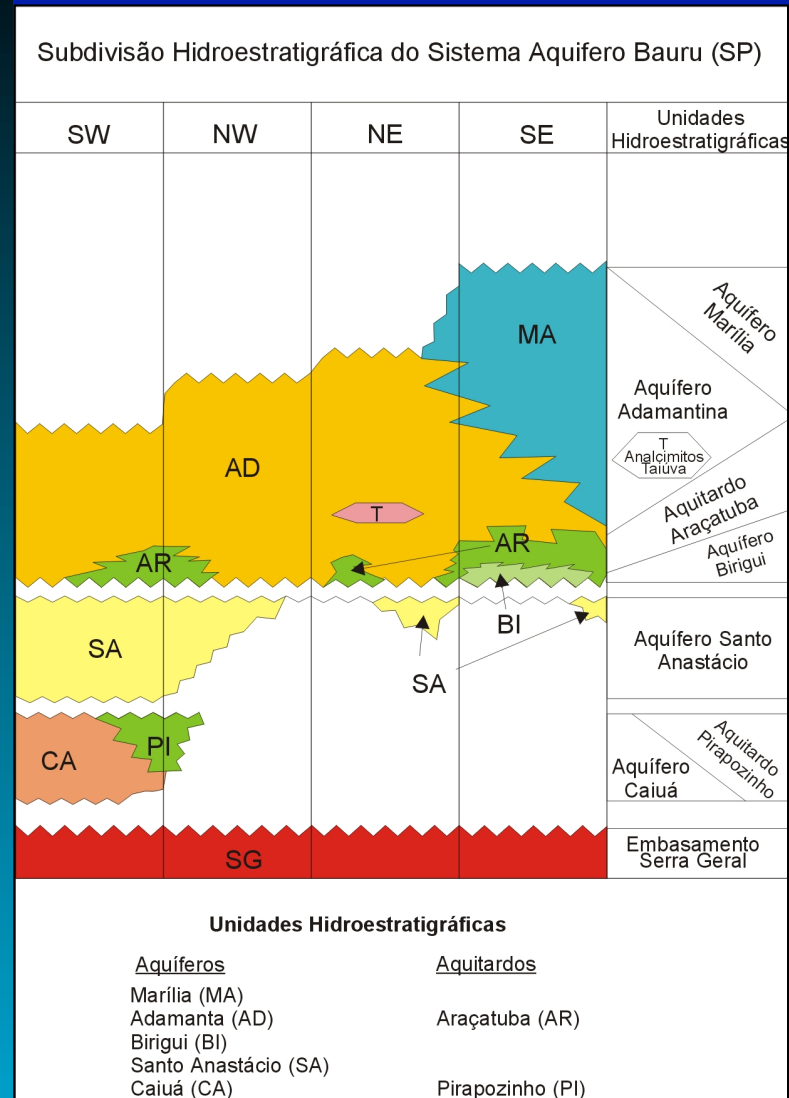 Subdivisão Hidroestratigráfica do Sistema Aquifero Bauru (SP)
SW
NW
NE
SE
Unidades
Hidroestratigráficas
MA
Aquífero
Marília
Aquífero
Adamantina
T
Analcimitos
Taiúva
AD
T
Aquitardo
Araçatuba
AR
AR
Aquífero
Birigui
BI
SA
SA
Aquífero Santo
Anastácio
CA
PI
Aquífero
Caiuá
Aquitardo
Pirapozinho
SG
Embasamento
Serra Geral
Unidades Hidroestratigráficas
Aquíferos
Aquitardos
Marília (MA)
Adamanta (AD)
Araçatuba (AR)
Birigui (BI)
Santo Anastácio (SA)
Caiuá (CA)
Pirapozinho (PI)